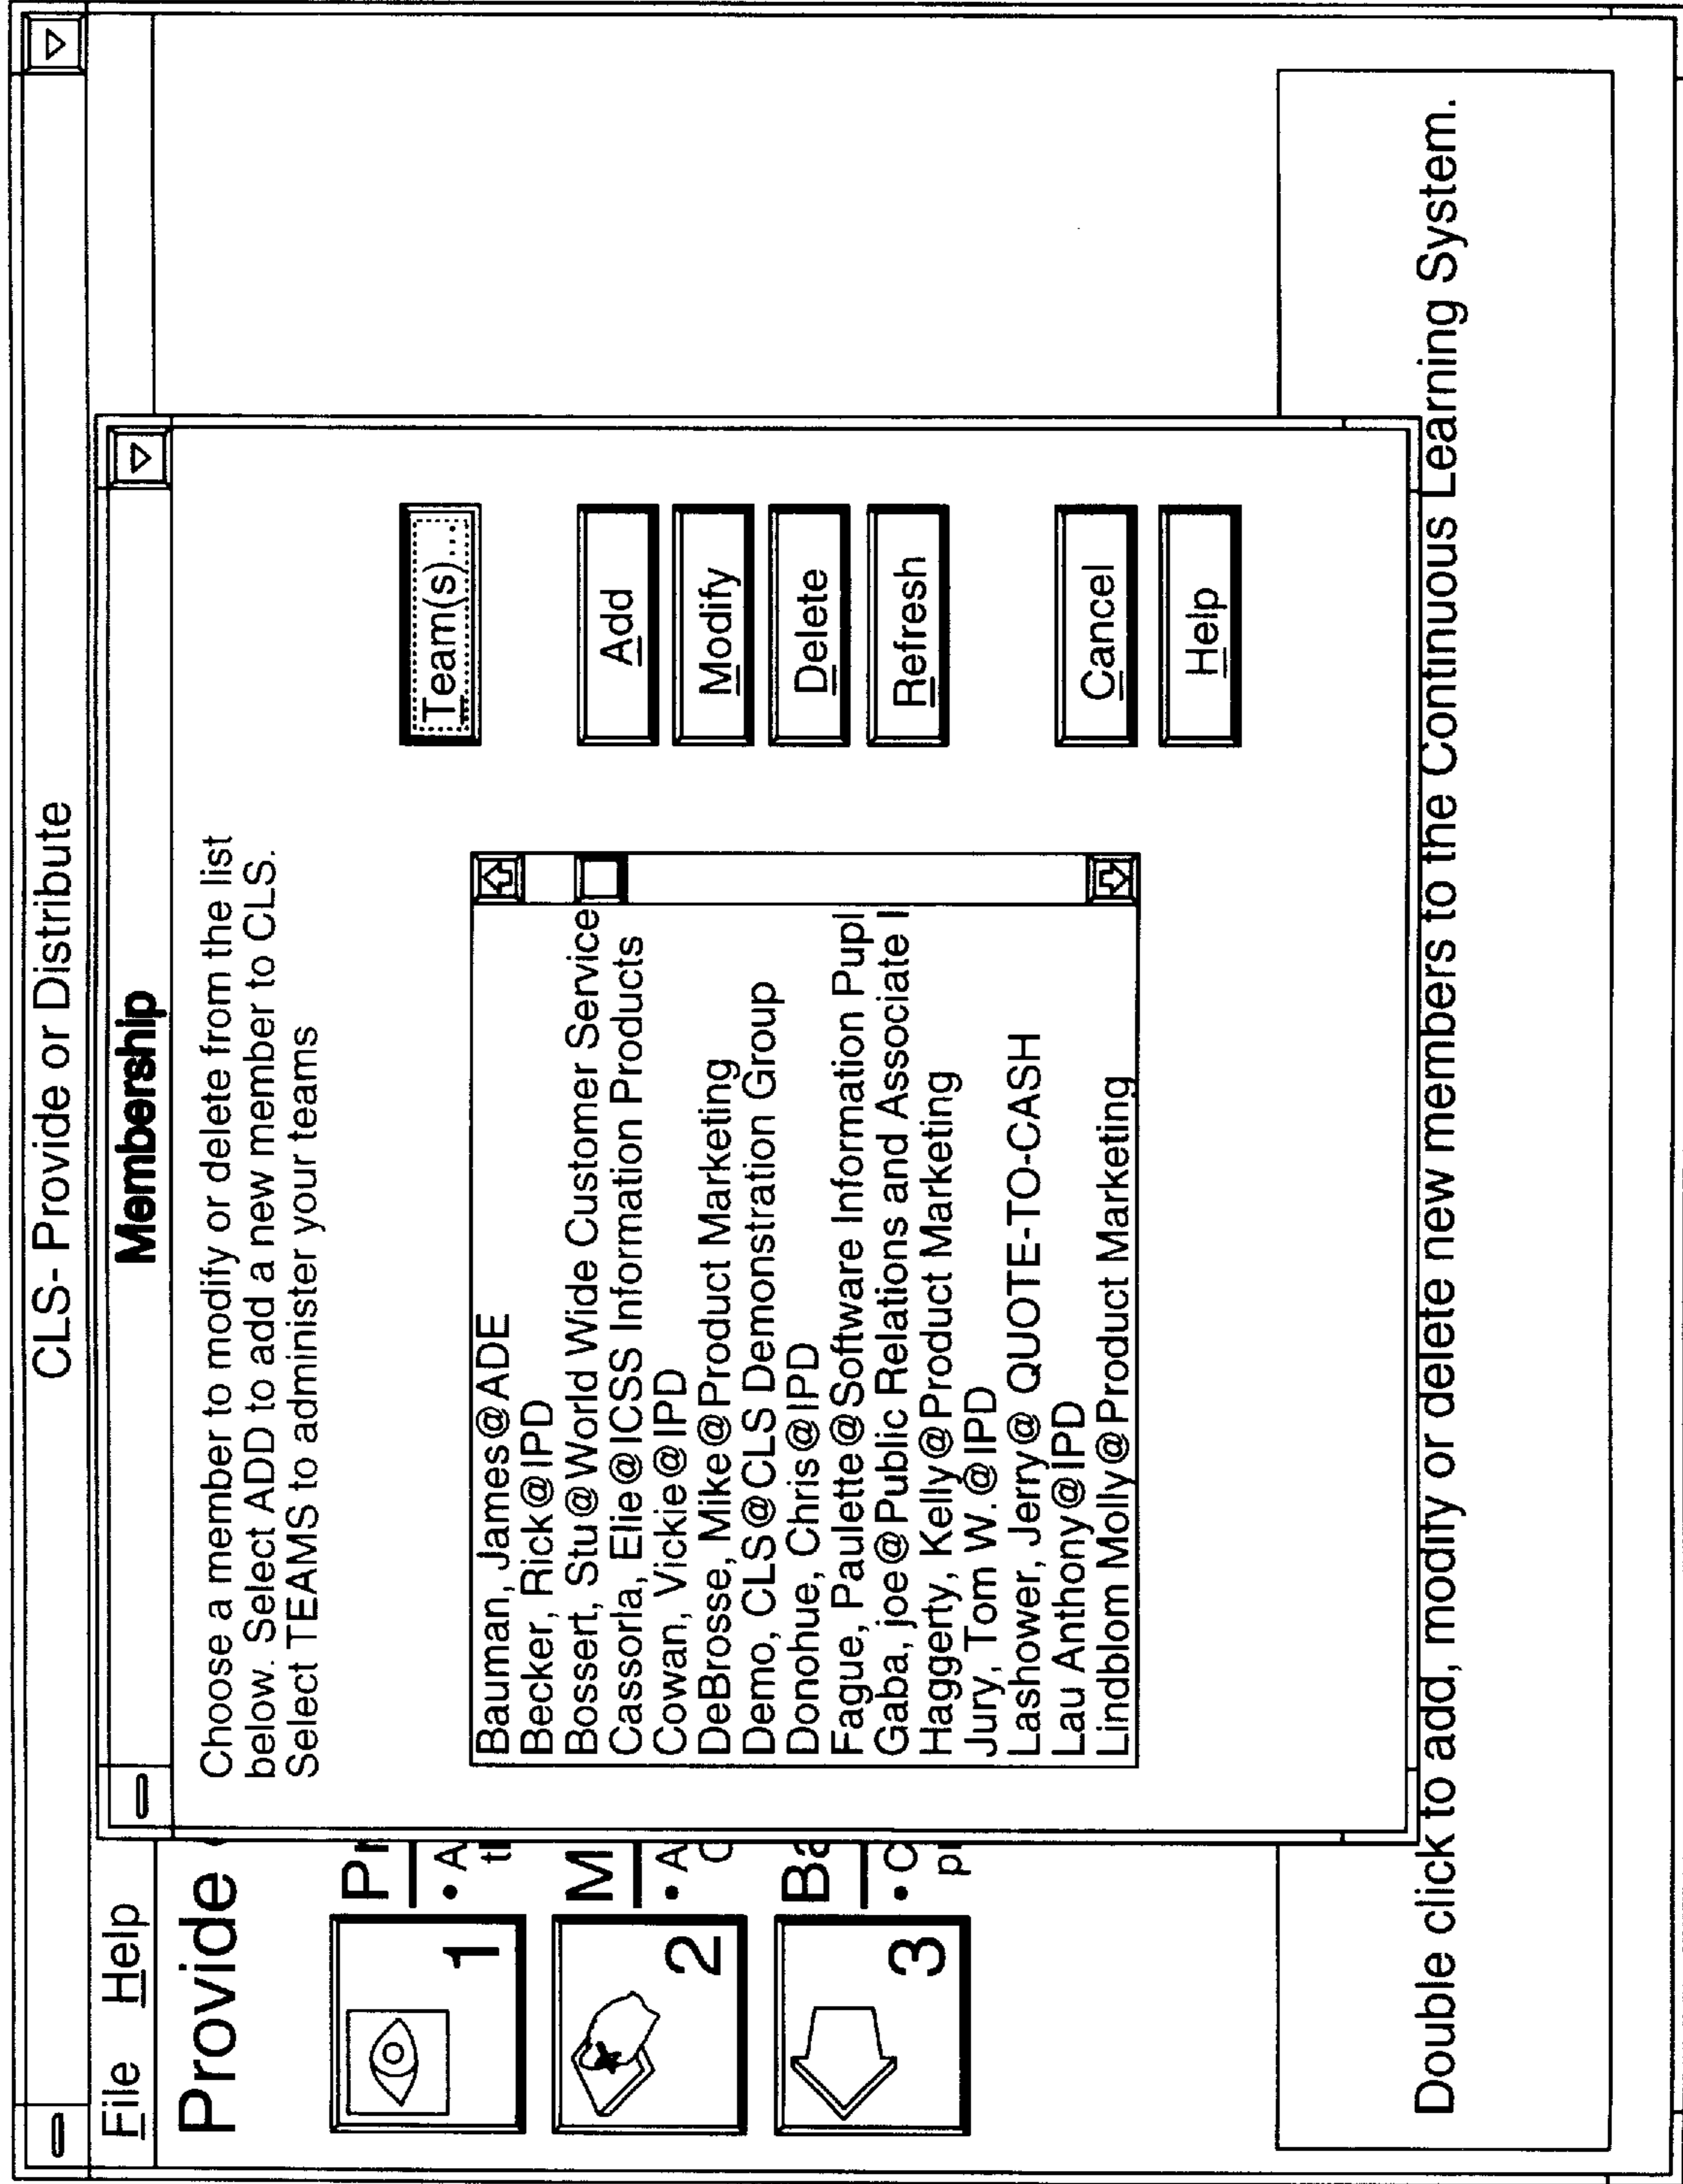 CLS- Provide or Distribute
File Help
Provide
Membership
Choose a member to modify or delete from the list
below. Select ADD to add a new member to CLS.
Select TEAMS to administer your teams
Team(s)...
Bauman, James@ADE
Becker, Rick@IPD
Bossert, Stu@World Wide Customer Service
Cassorla, Elie@ICSS Information Products
Cowan, Vickie@IPD
DeBrosse, Mike@Product Marketing
Demo, CLS@CLS Demonstration Group
Donohue, Chris@IPD
Fague, Paulette@Software Information Pupl
Gaba, joe@Public Relations and Associate
Haggerty, Kelly@Product Marketing
Jury, Tom W.@IPD
Lashower, Jerry@ QUOTE-TO-CASH
Lau Anthony@IPD
Lindblom Molly@Product Marketing
Add
Modify
Delete
Refresh
Cancel
Help
1
2
3
Double click to add, modify or delete new members to the Continuous Learning System.